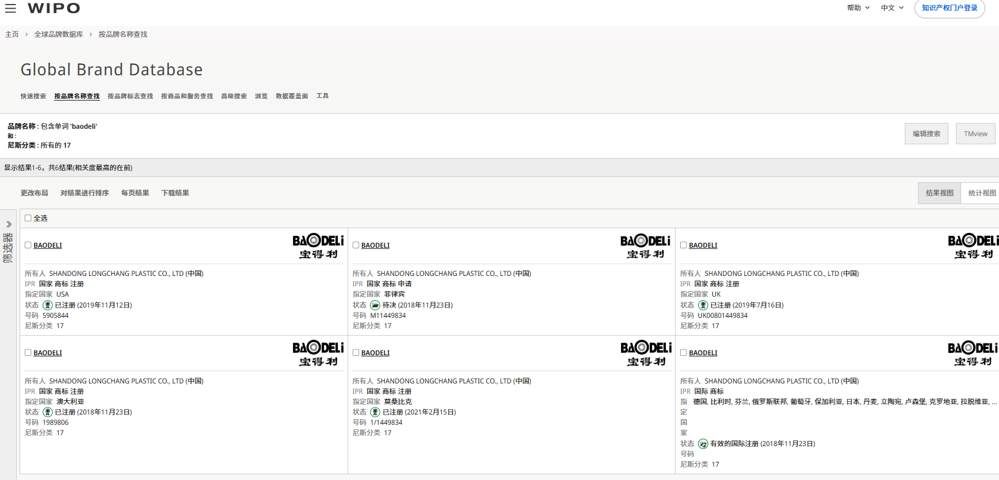 WIPO
帮助
中文
知识产权门户登录
主页 › 全球品牌数据库 › 按品牌名称查找
Global Brand Database
快速搜索 按品牌名称查找 按品牌标志查找 按商品和服务查找 高级搜索 浏览 数据覆盖面 工具
品牌名称 : 包含单词 'baodeli'
和 :
尼斯分类 : 所有的 17
编辑搜索
TMview
显示结果1-6，共6结果(相关度最高的在前)
更改布局 对结果进行排序 每页结果 下载结果
结果视图
统计视图
筛选器
全选
BAODELI
BAODELi
宝得利
所有人 SHANDONG LONGCHANG PLASTIC CO., LTD (中国)
IPR 国家 商标 注册
指定国家 USA
状态 已注册 (2019年11月12日)
号码 5905844
尼斯分类 17
BAODELI
BAODELi
宝得利
所有人 SHANDONG LONGCHANG PLASTIC CO., LTD (中国)
IPR 国家 商标 申请
指定国家 菲律宾
状态 待决 (2018年11月23日)
号码 M11449834
尼斯分类 17
BAODELI
BAODELi
宝得利
所有人 SHANDONG LONGCHANG PLASTIC CO., LTD (中国)
IPR 国家 商标 注册
指定国家 UK
状态 已注册 (2019年7月16日)
号码 UK00801449834
尼斯分类 17
BAODELI
BAODELi
宝得利
所有人 SHANDONG LONGCHANG PLASTIC CO., LTD (中国)
IPR 国家 商标 注册
指定国家 澳大利亚
状态 已注册 (2018年11月23日)
号码 1989806
尼斯分类 17
BAODELI
BAODELi
宝得利
所有人 SHANDONG LONGCHANG PLASTIC CO., LTD (中国)
IPR 国家 商标 注册
指定国家 莫桑比克
状态 已注册 (2021年2月15日)
号码 1/1449834
尼斯分类 17
BAODELI
BAODELi
宝得利
所有人 SHANDONG LONGCHANG PLASTIC CO., LTD (中国)
IPR 国际 商标
指 德国, 比利时, 芬兰, 俄罗斯联邦, 葡萄牙, 保加利亚, 日本, 丹麦, 立陶宛, 卢森堡, 克罗地亚, 拉脱维亚, ...
定
国
家
状态 有效的国际注册 (2018年11月23日)
号码
尼斯分类 17